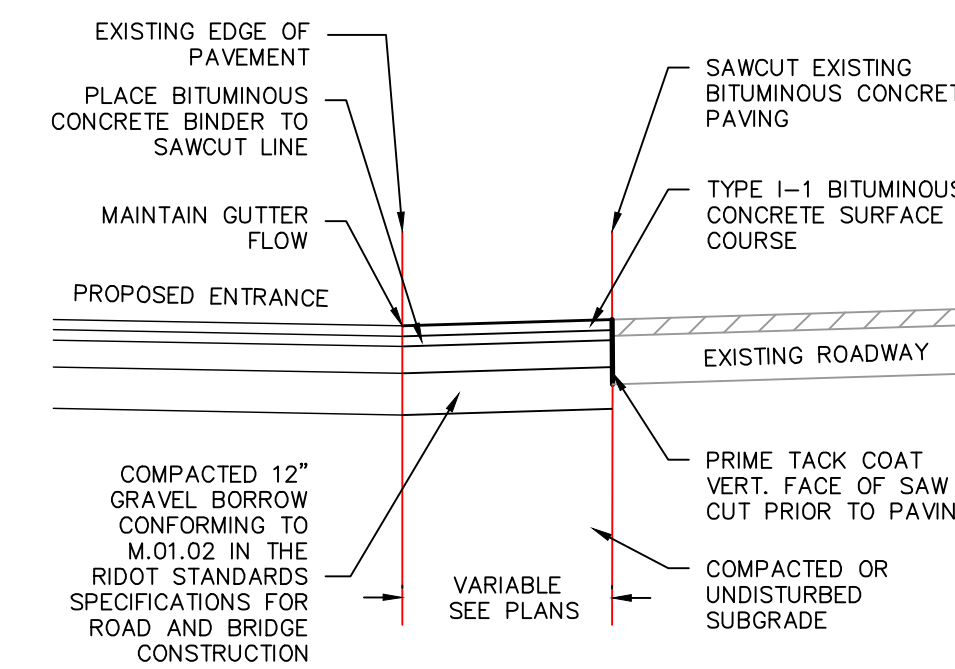 EXISTING EDGE OF
PAVEMENT
PLACE BITUMINOUS
CONCRETE BINDER TO
SAWCUT LINE
MAINTAIN GUTTER
FLOW
PROPOSED ENTRANCE
COMPACTED 12”
GRAVEL BORROW
CONFORMING TO
M.01.02 IN THE
RIDOT STANDARDS
SPECIFICATIONS FOR
ROAD AND BRIDGE
CONSTRUCTION
VARIABLE
SEE PLANS
SAWCUT EXISTING
BITUMINOUS CONCRET
PAVING
TYPE I-1 BITUMINOUS
CONCRETE SURFACE
COURSE
EXISTING ROADWAY
PRIME TACK COAT
VERT. FACE OF SAW
CUT PRIOR TO PAVIN
COMPACTED OR
UNDISTURBED
SUBGRADE